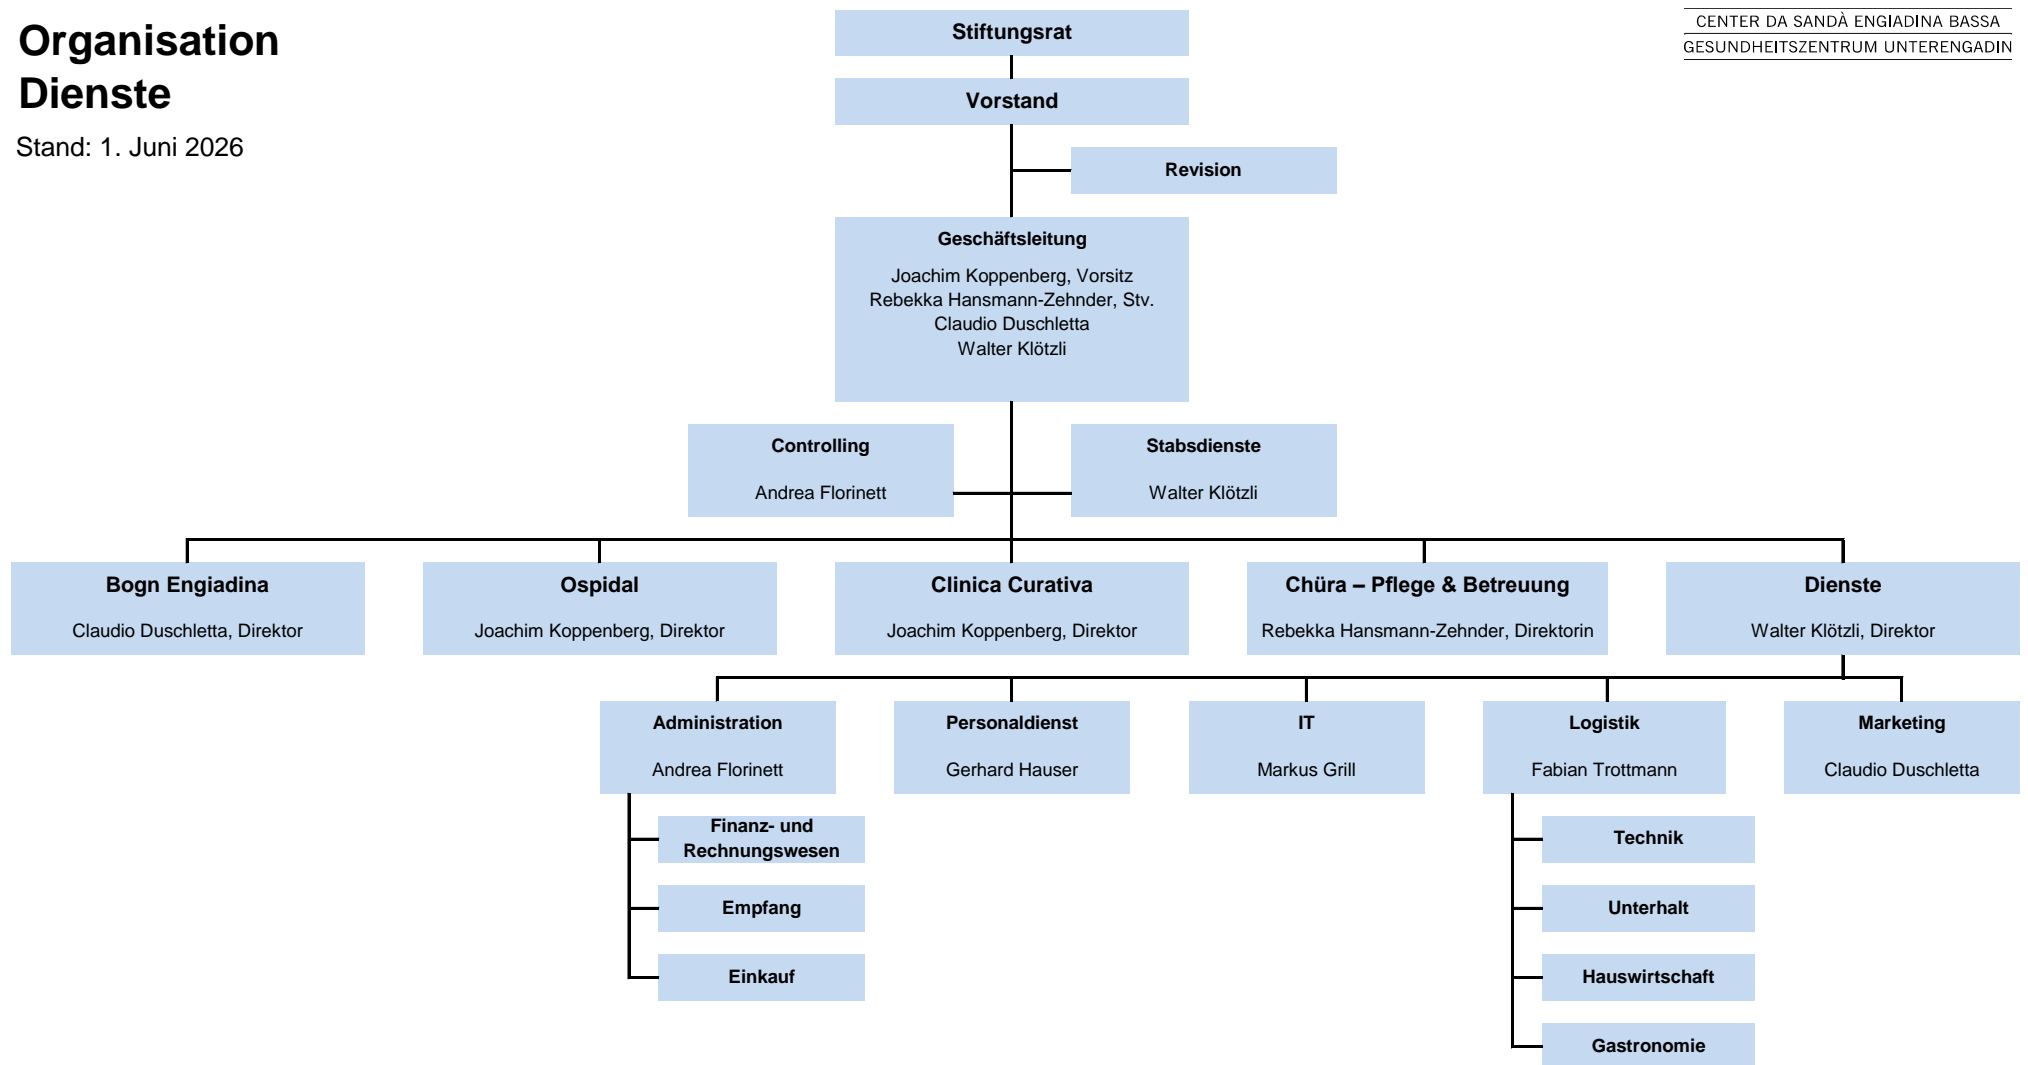 Organisation
Dienste
Stand: 1. Juni 2026
CENTER DA SANDÀ ENGIADINA BASSA
GESUNDHEITSZENTRUM UNTERENGADIN
Stiftungsrat
Vorstand
Revision
Geschäftsleitung
Joachim Koppenberg, Vorsitz
Rebekka Hansmann-Zehnder, Stv.
Claudio Duschletta
Walter Klötzli
Controlling
Andrea Florinett
Stabsdienste
Walter Klötzli
Bogn Engiadina
Claudio Duschletta, Direktor
Ospidal
Joachim Koppenberg, Direktor
Clinica Curativa
Joachim Koppenberg, Direktor
Chüra – Pflege & Betreuung
Rebekka Hansmann-Zehnder, Direktorin
Dienste
Walter Klötzli, Direktor
Administration
Andrea Florinett
Personaldienst
Gerhard Hauser
IT
Markus Grill
Logistik
Fabian Trottmann
Marketing
Claudio Duschletta
Finanz- und
Rechnungswesen
Empfang
Einkauf
Technik
Unterhalt
Hauswirtschaft
Gastronomie